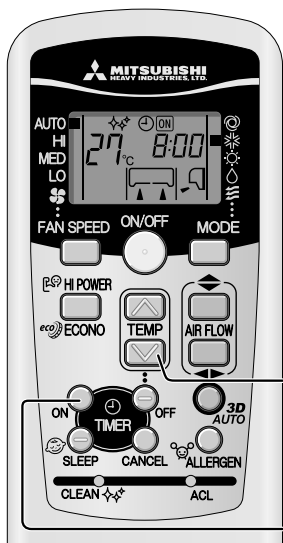 MITSUBISHI
HEAVY INDUSTRIES, LTD.
AUTO
HI
MED
LO
ON
27°C
8:00
FAN SPEED
ON/OFF
MODE
HI POWER
eco
ECONO
TEMP
AIR FLOW
ON
TIMER
OFF
3D
AUTO
SLEEP
CANCEL
ALLERGEN
CLEAN
ACL